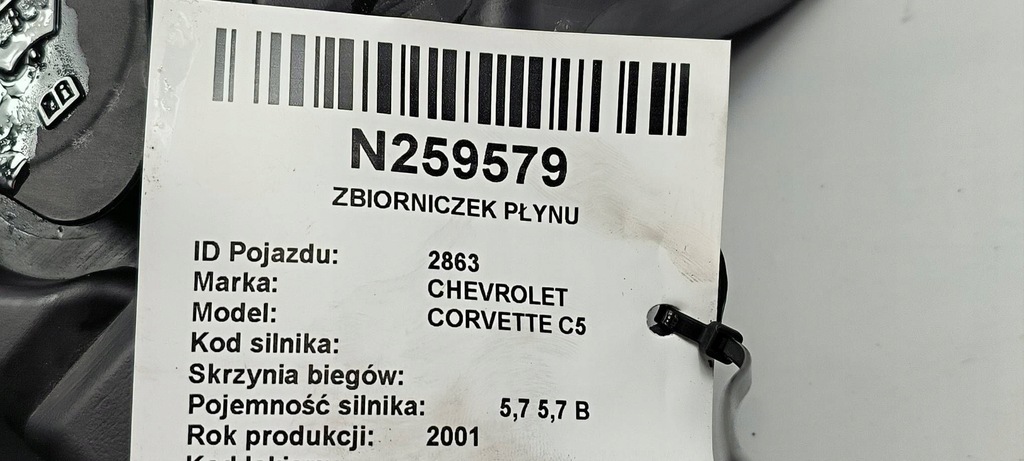 N259579
ZBIORNICZEK PŁYNU
ID Pojazdu: 2863
Marka: CHEVROLET
Model: CORVETTE C5
Kod silnika:
Skrzynia biegów:
Pojemność silnika: 5,7 5,7 B
Rok produkcji: 2001